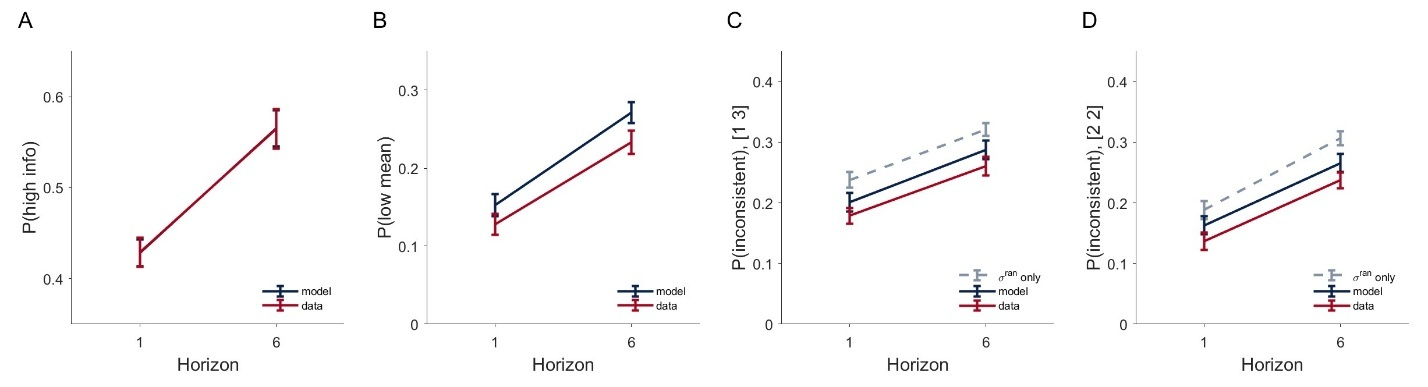 A
P(high info)
0.6
0.5
0.4
1
6
Horizon
model
data
B
P(low mean)
0.3
0.2
0.1
0
1
6
Horizon
model
data
C
P(inconsistent), [1 3]
0.4
0.3
0.2
0.1
0
1
6
Horizon
σ^ran only
model
data
D
P(inconsistent), [2 2]
0.4
0.3
0.2
0.1
0
1
6
Horizon
σ^ran only
model
data